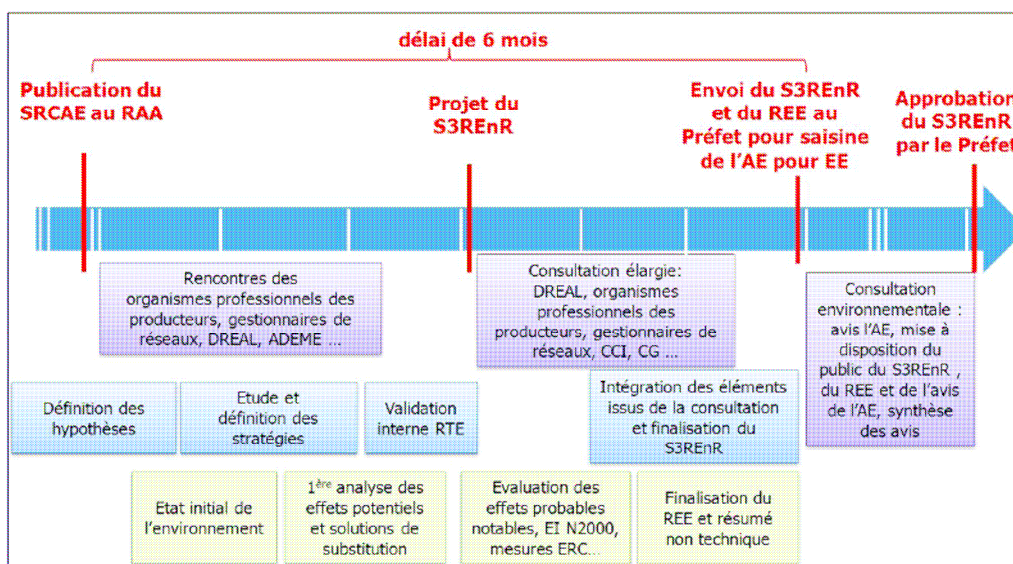 délai de 6 mois
Publication du
SRCAE au RAA
Projet du
S3REnR
Envoi du S3REnR
et du REE au
Préfet pour saisine
de l'AE pour EE
Approbation
du S3REnR
par le Préfet
Rencontres des
organismes professionnels des
producteurs, gestionnaires de
réseaux, DREAL, ADEME ...
Consultation élargie:
DREAL, organismes
professionnels des
producteurs, gestionnaires de
réseaux, CCI, CG ...
Consultation
environnementale :
avis l'AE, mise à
disposition du
public du S3REnR ,
du REE et de l'avis
de l'AE, synthèse
des avis
Définition des
hypothèses
Etude et
définition des
stratégies
Validation
interne RTE
Intégration des éléments
issus de la consultation
et finalisation du
S3REnR
Etat initial de
l'environnement
1ère analyse des
effets potentiels
et solutions de
substitution
Evaluation des
effets probables
notables, EI N2000,
mesures ERC...
Finalisation du
REE et résumé
non technique